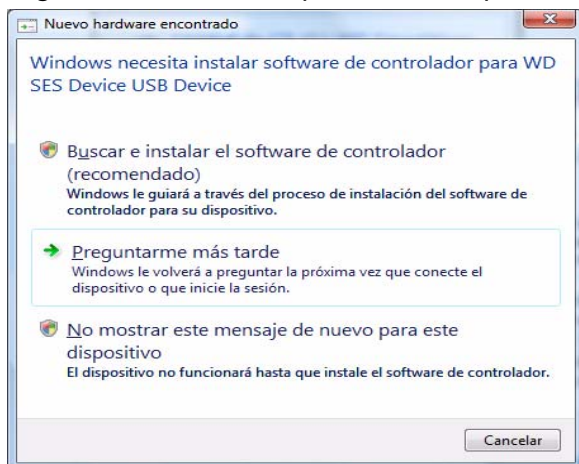 Nuevo hardware encontrado
Windows necesita instalar software de controlador para WD
SES Device USB Device
Buscar e instalar el software de controlador
(recomendado)
Windows le guiará a través del proceso de instalación del software de
controlador para su dispositivo.
Preguntarme más tarde
Windows le volverá a preguntar la próxima vez que conecte el
dispositivo o que inicie la sesión.
No mostrar este mensaje de nuevo para este
dispositivo
El dispositivo no funcionará hasta que instale el software de controlador.
Cancelar